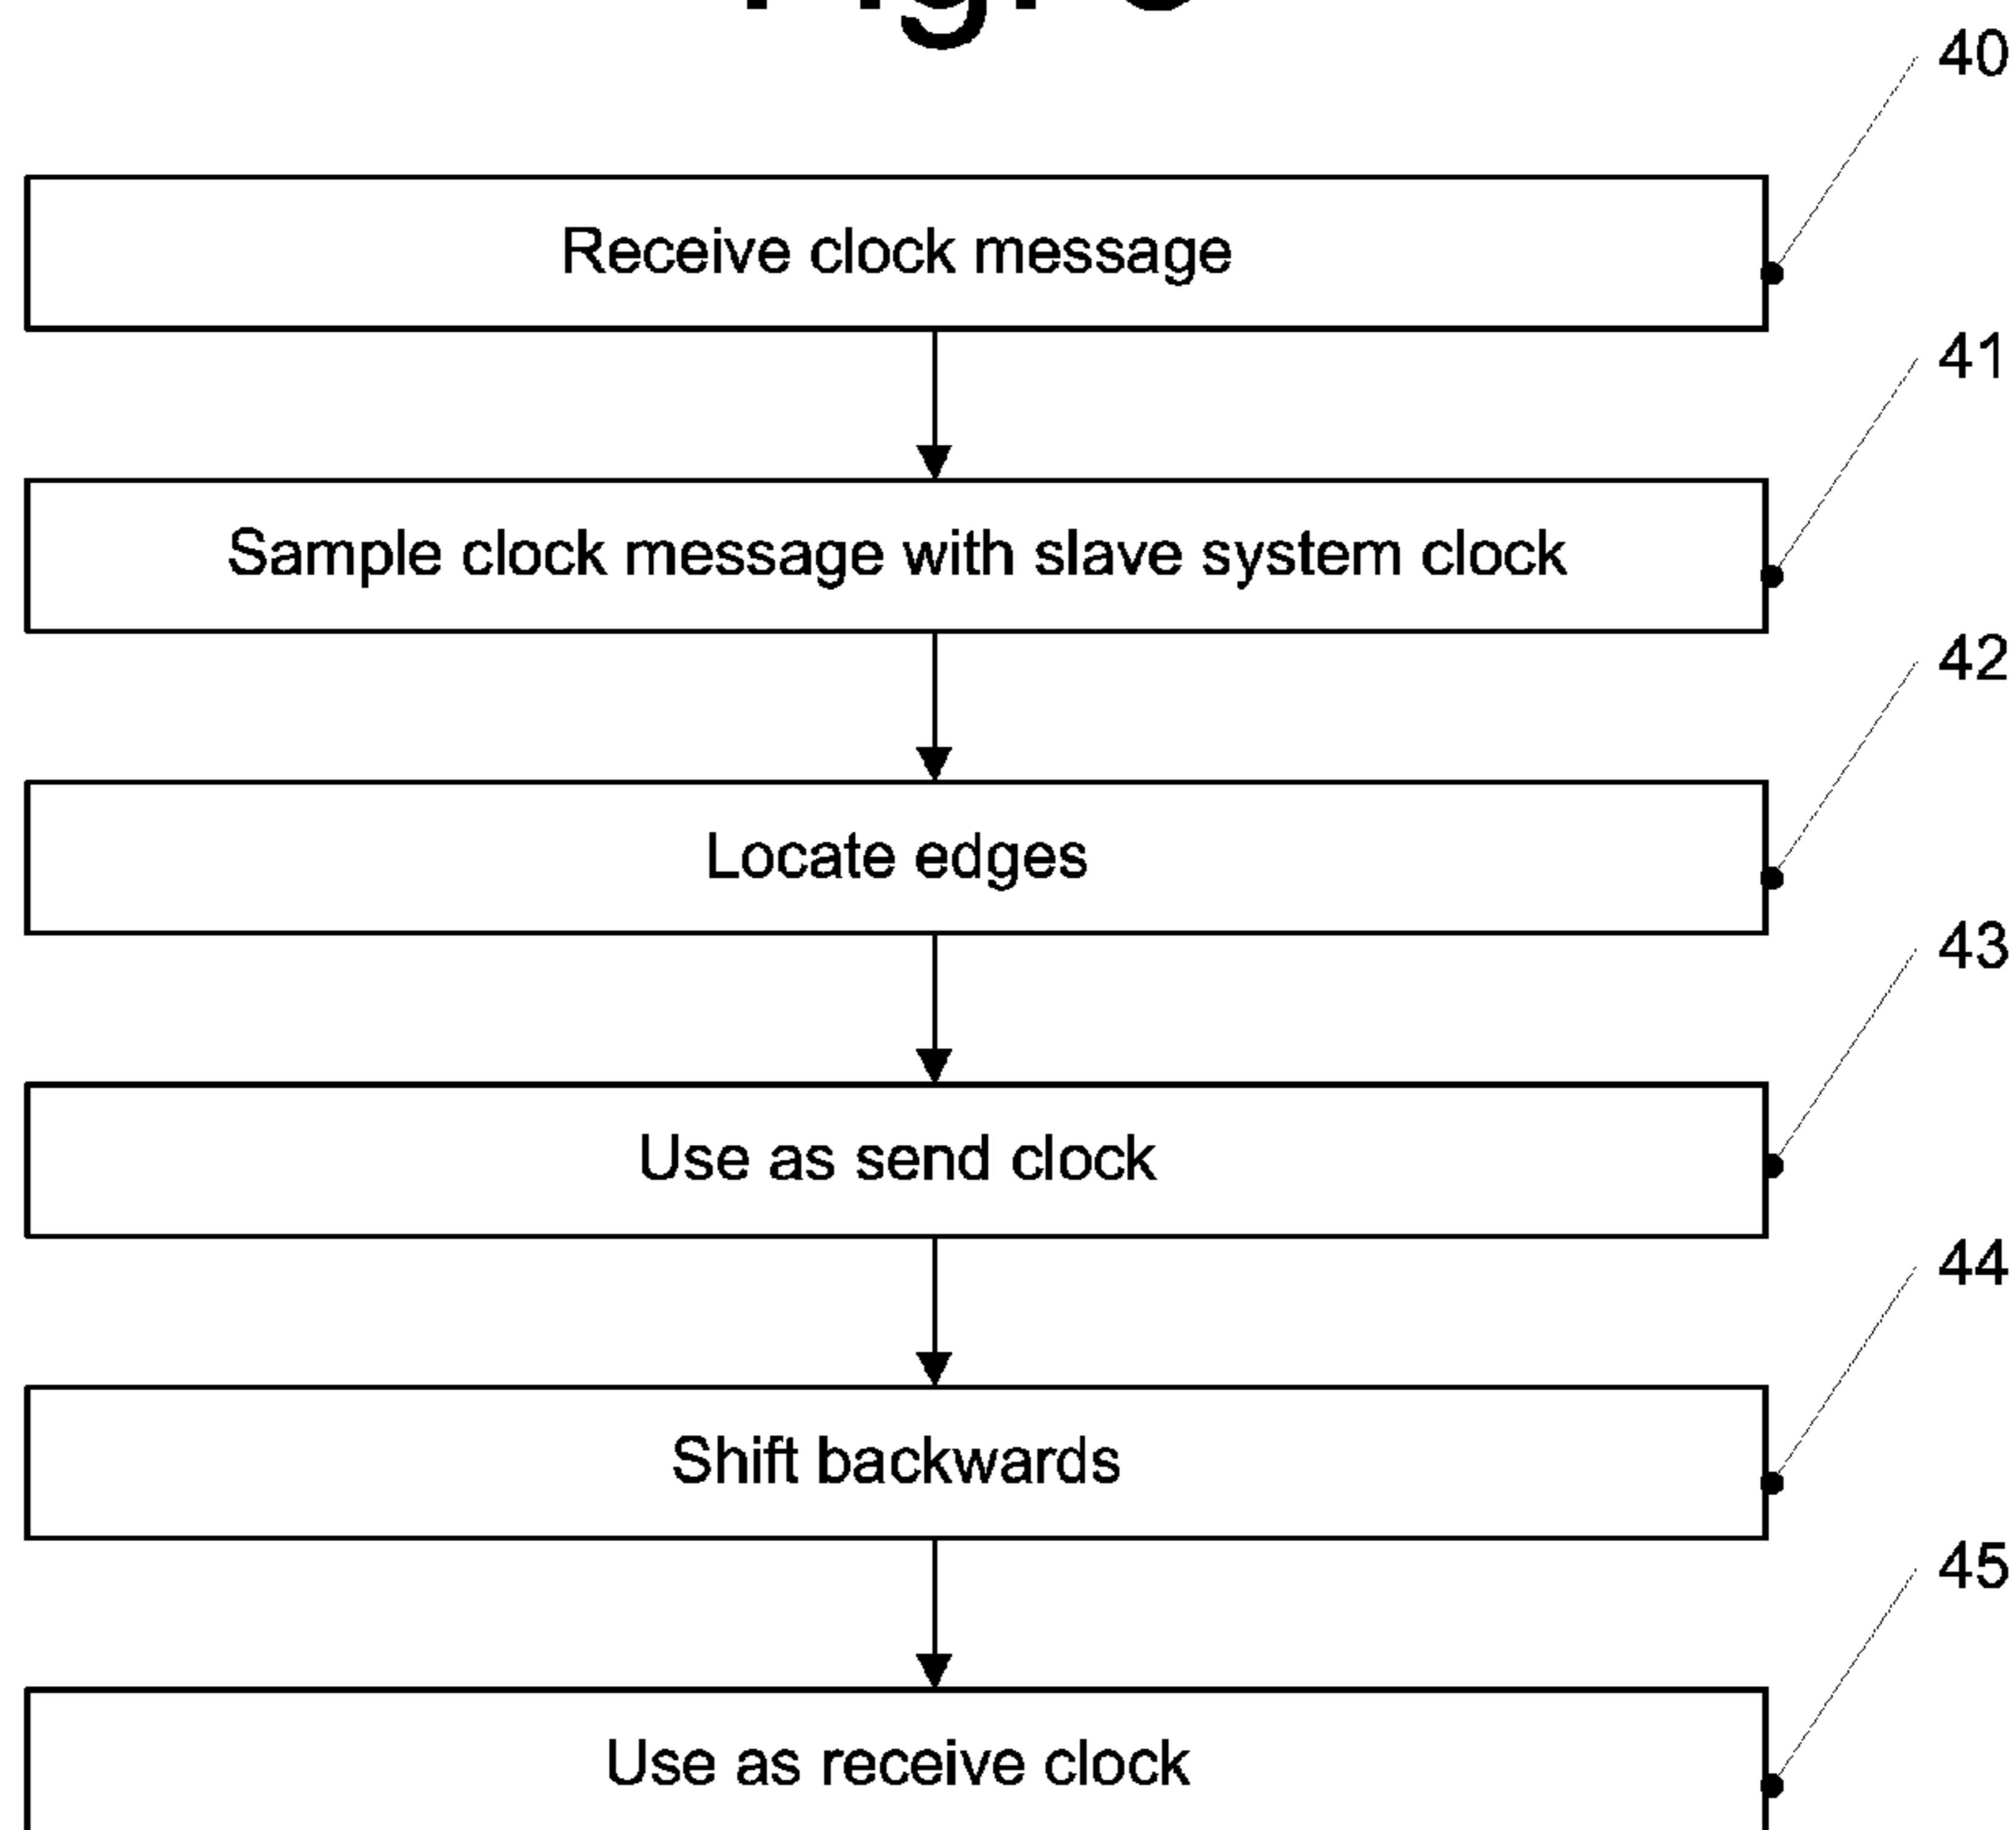 40
Receive clock message
41
Sample clock message with slave system clock
42
Locate edges
43
Use as send clock
44
Shift backwards
45
Use as receive clock